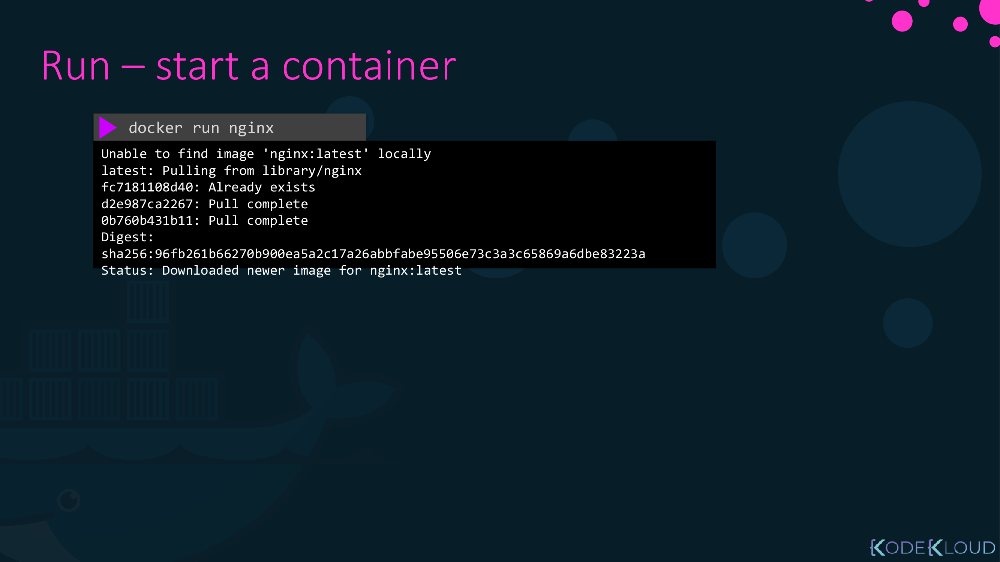 Run – start a container
docker run nginx
Unable to find image 'nginx:latest' locally
latest: Pulling from library/nginx
fc7181108d40: Already exists
d2e987ca2267: Pull complete
0b760b431b11: Pull complete
Digest:
sha256:96fb261b66270b900ea5a2c17a26abbfabe95506e73c3a3c65869a6dbe83223a
Status: Downloaded newer image for nginx:latest
KODEKLOUD